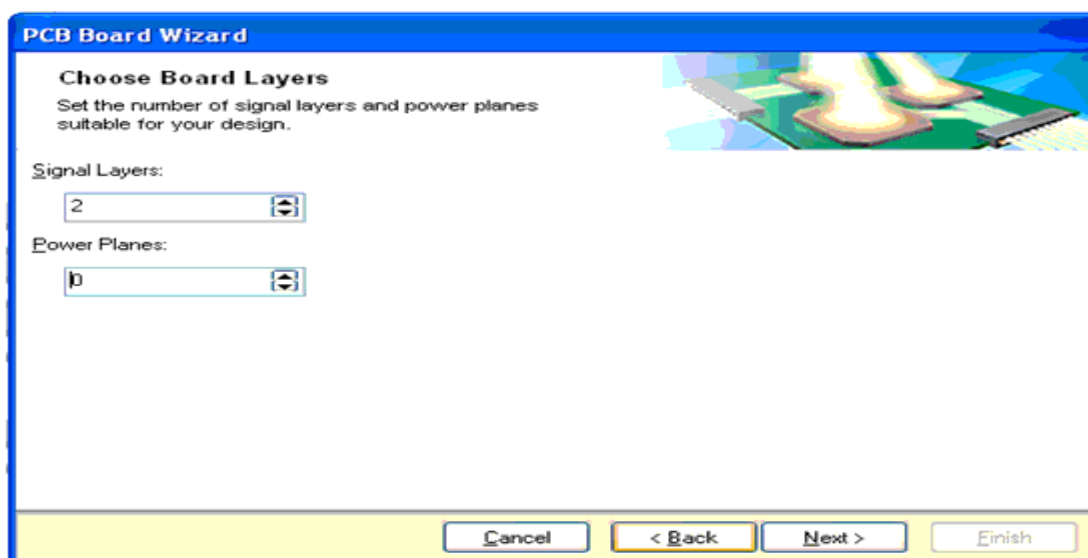 PCB Board Wizard
Choose Board Layers
Set the number of signal layers and power planes
suitable for your design.
Signal Layers:
2
Power Planes:
0
Cancel
< Back
Next >
Finish